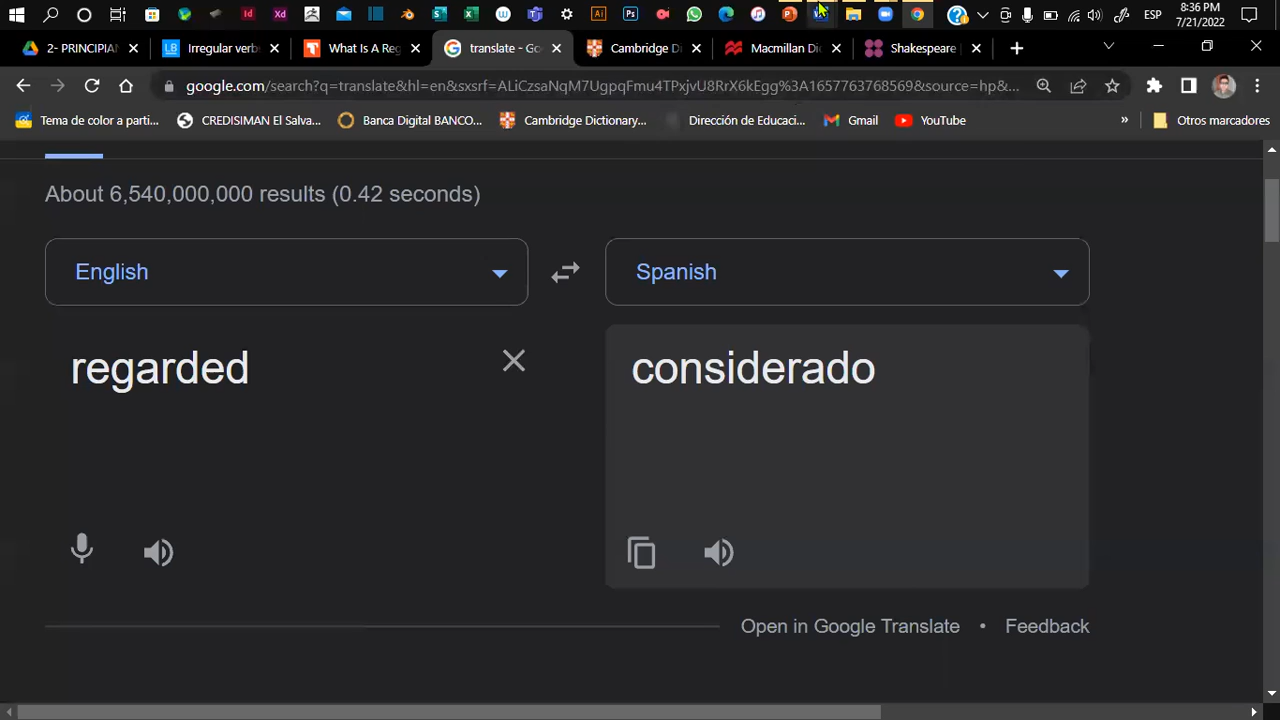 ESP
8:36 PM
7/21/2022
2- PRINCIPIAN
Irregular verbs
What Is A Reg
translate - Go
Cambridge Di
Macmillan Dic
Shakespeare
google.com/search?q=translate&hl=en&sxsrf=ALiCzsaNqM7UgpqFmu4TPxjvU8RrX6kEgg%3A1657763768569&source=hp&...
Tema de color a parti...
CREDISIMAN El Salva...
Banca Digital BANCO...
Cambridge Dictionary...
Dirección de Educaci...
Gmail
YouTube
»
Otros marcadores
About 6,540,000,000 results (0.42 seconds)
English
Spanish
regarded
considerado
Open in Google Translate • Feedback